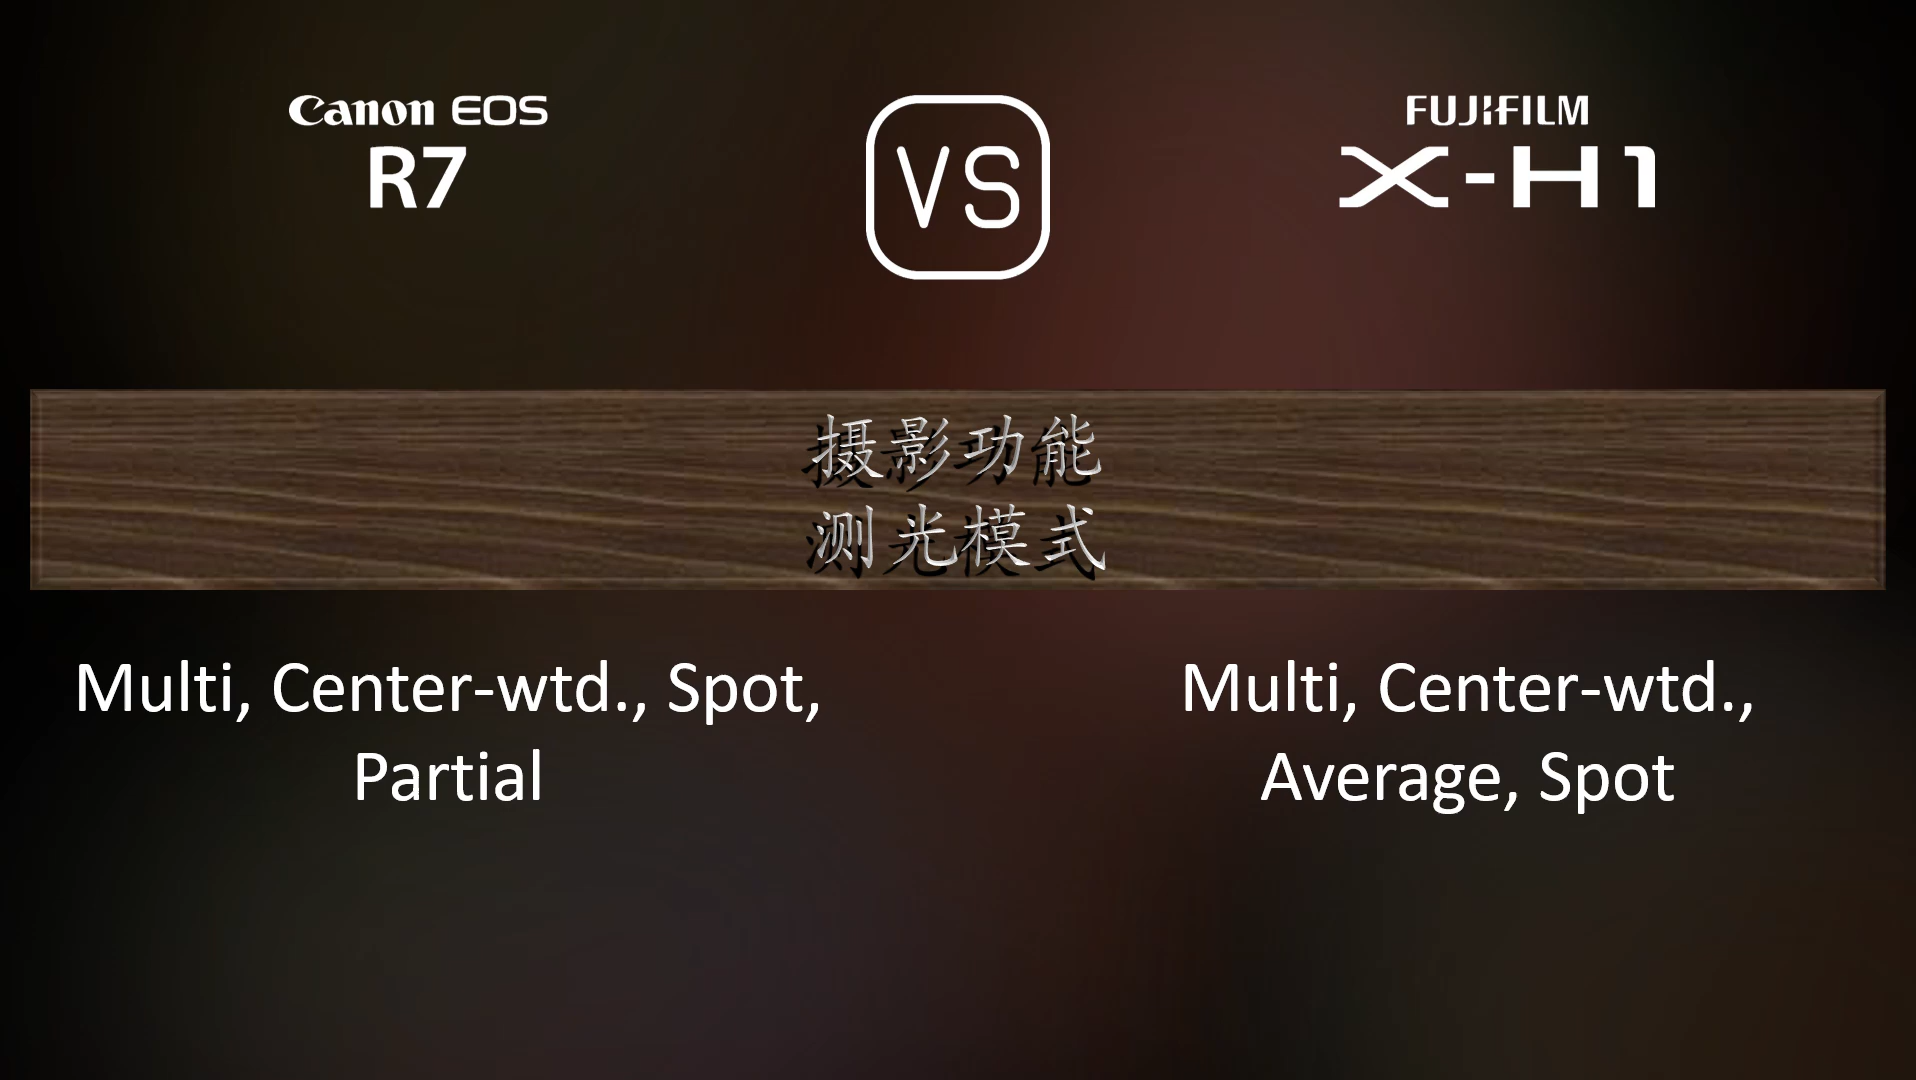 Canon EOS
R7
VS
FUJIFILM
X-H1
摄影功能
测光模式
Multi, Center-wtd., Spot,
Partial
Multi, Center-wtd.,
Average, Spot